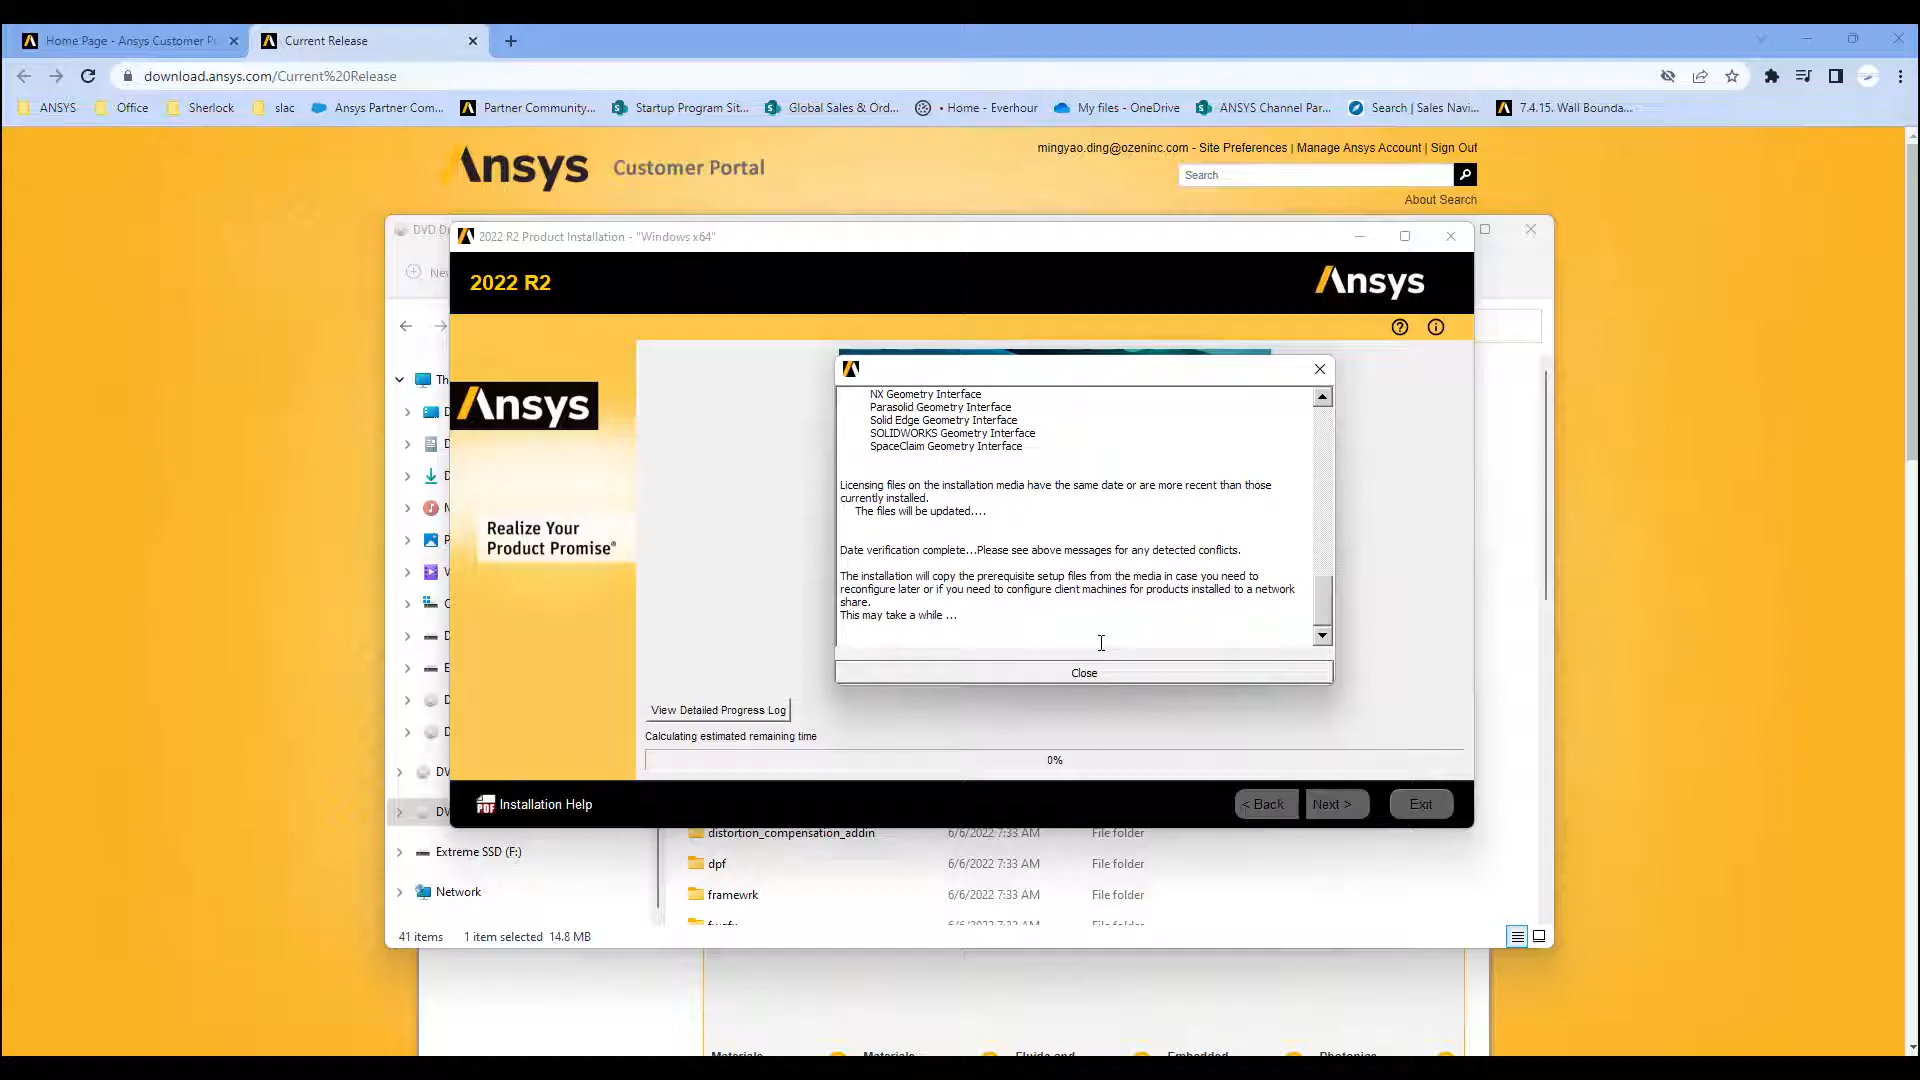 Home Page - Ansys Customer P
Current Release
download.ansys.com/Current%20Release
ANSYS
Office
Sherlock
slac
Ansys Partner Com...
Partner Community...
Startup Program Sit...
Global Sales & Ord...
• Home - Everhour
My files - OneDrive
ANSYS Channel Par...
Search | Sales Navi...
7.4.15. Wall Bounda...
Ansys Customer Portal
mingyao.ding@ozeninc.com - Site Preferences | Manage Ansys Account | Sign Out
Search
About Search
DVD D
2022 R2 Product Installation - "Windows x64"
2022 R2
Ansys
Ansys
Realize Your
Product Promise®
NX Geometry Interface
Parasolid Geometry Interface
Solid Edge Geometry Interface
SOLIDWORKS Geometry Interface
SpaceClaim Geometry Interface
Licensing files on the installation media have the same date or are more recent than those
currently installed.
The files will be updated....
Date verification complete...Please see above messages for any detected conflicts.
The installation will copy the prerequisite setup files from the media in case you need to
reconfigure later or if you need to configure client machines for products installed to a network
share.
This may take a while ...
Close
View Detailed Progress Log
Calculating estimated remaining time
0%
PDF Installation Help
< Back
Next >
Exit
Extreme SSD (F:)
Network
distortion_compensation_addin 6/6/2022 7:33 AM File folder
dpf 6/6/2022 7:33 AM File folder
framewrk 6/6/2022 7:33 AM File folder
41 items
1 item selected 14.8 MB